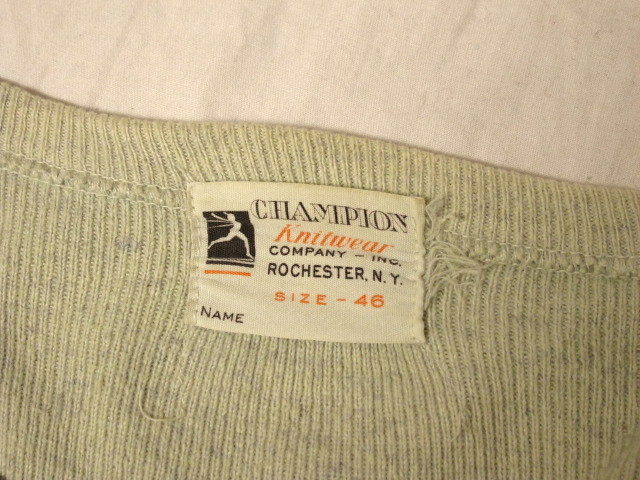 CHAMPION
Knitwear
COMPANY - INC.
ROCHESTER, N.Y.
SIZE - 46
NAME